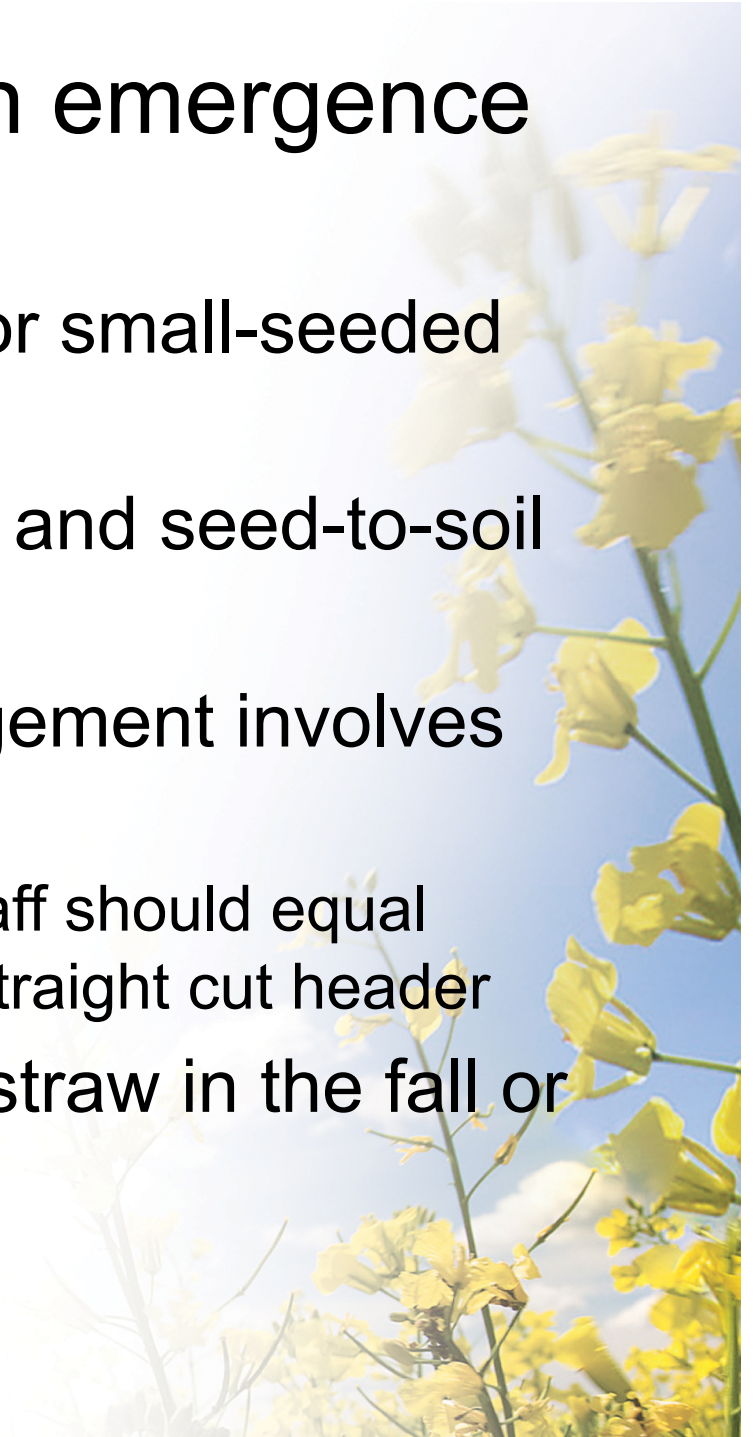 n emergence
or small-seeded
and seed-to-soil
gement involves
aff should equal
traight cut header
straw in the fall or